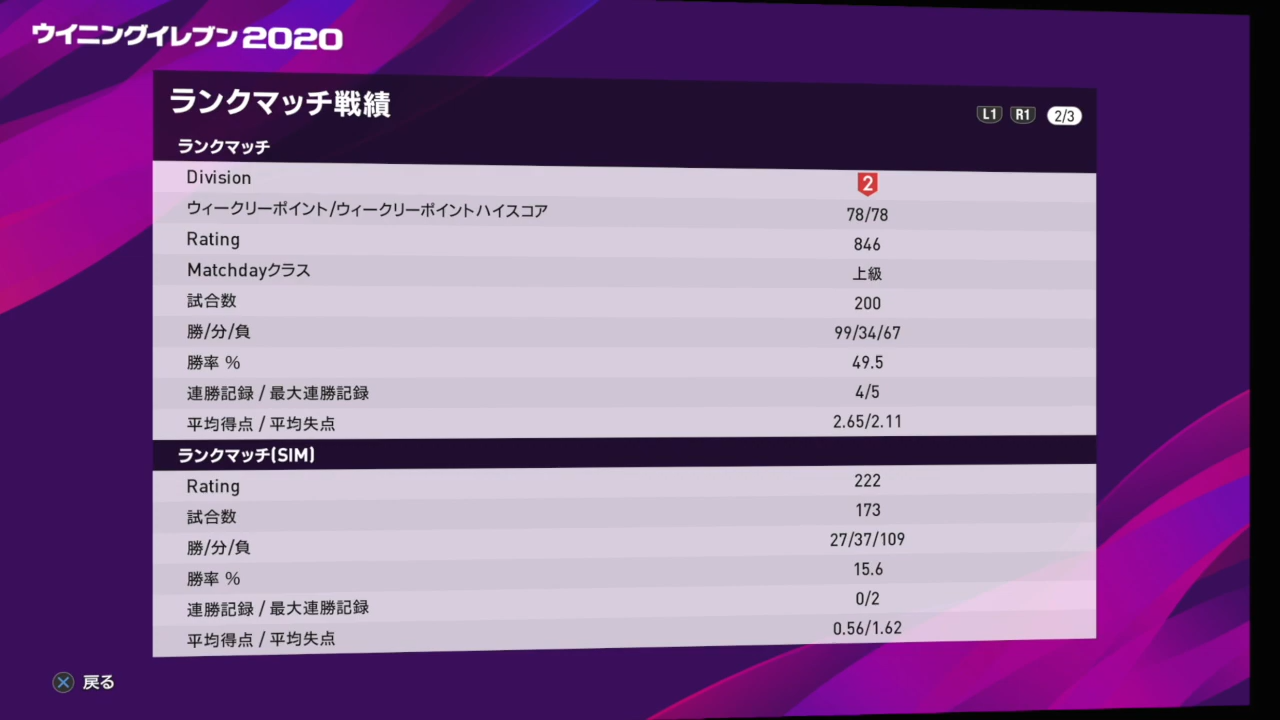 ウイニングイレブン2020
ランクマッチ戦績
L1 R1 2/3
ランクマッチ
Division 2
ウィークリーポイント/ウィークリーポイントハイスコア 78/78
Rating 846
Matchdayクラス 上級
試合数 200
勝/分/負 99/34/67
勝率 % 49.5
連勝記録 / 最大連勝記録 4/5
平均得点 / 平均失点 2.65/2.11
ランクマッチ(SIM)
Rating 222
試合数 173
勝/分/負 27/37/109
勝率 % 15.6
連勝記録 / 最大連勝記録 0/2
平均得点 / 平均失点 0.56/1.62
戻る